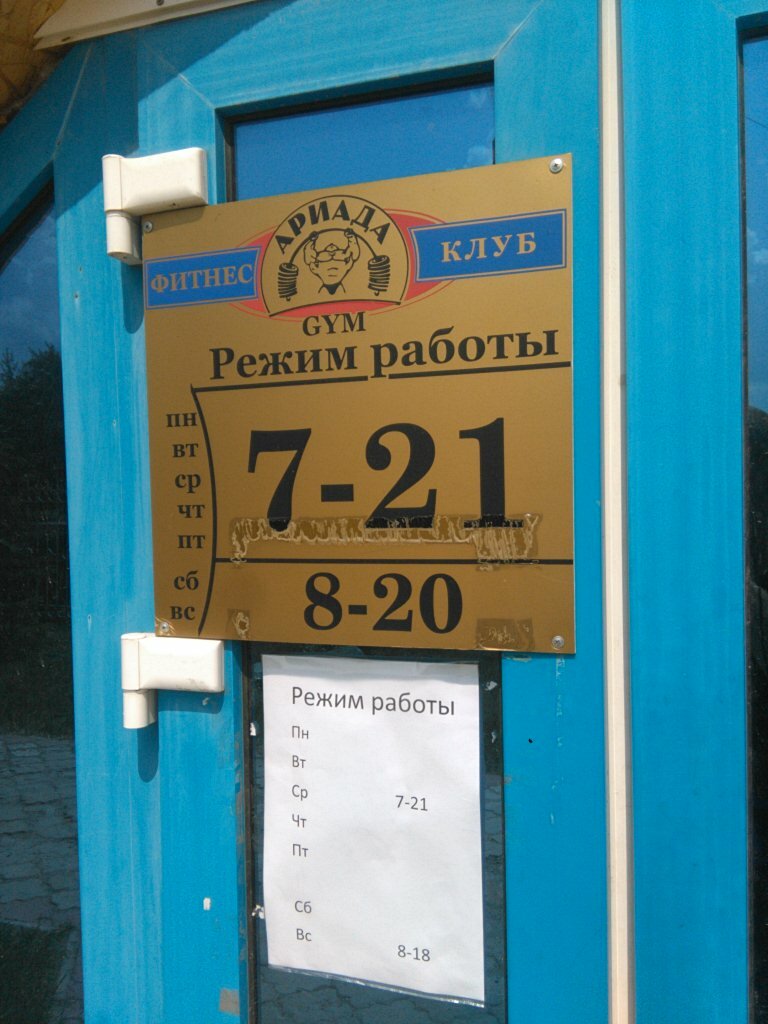 АРИАДА
ФИТНЕС КЛУБ
GYM
Режим работы
пн
вт
ср
чт
пт
7-21
сб
вс
8-20
Режим работы
Пн
Вт
Ср
7-21
Чт
Пт
Сб
Вс
8-18